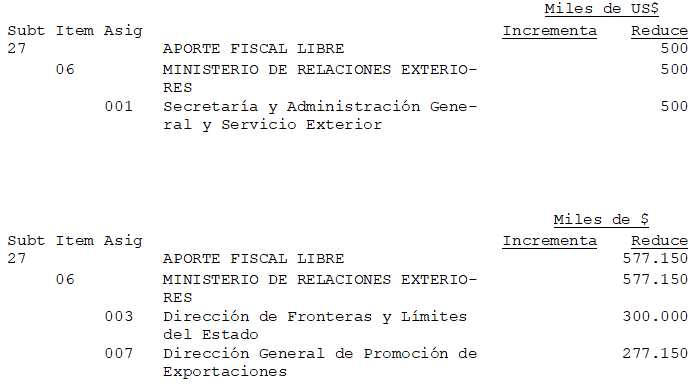 Miles de US$
Subt Item Asig Incrementa Reduce
27 APORTE FISCAL LIBRE 500
06 MINISTERIO DE RELACIONES EXTERIO- 500
RES
001 Secretaría y Administración Gene- 500
ral y Servicio Exterior
Miles de $
Subt Item Asig Incrementa Reduce
27 APORTE FISCAL LIBRE 577.150
06 MINISTERIO DE RELACIONES EXTERIO- 577.150
RES
003 Dirección de Fronteras y Límites 300.000
del Estado
007 Dirección General de Promoción de 277.150
Exportaciones